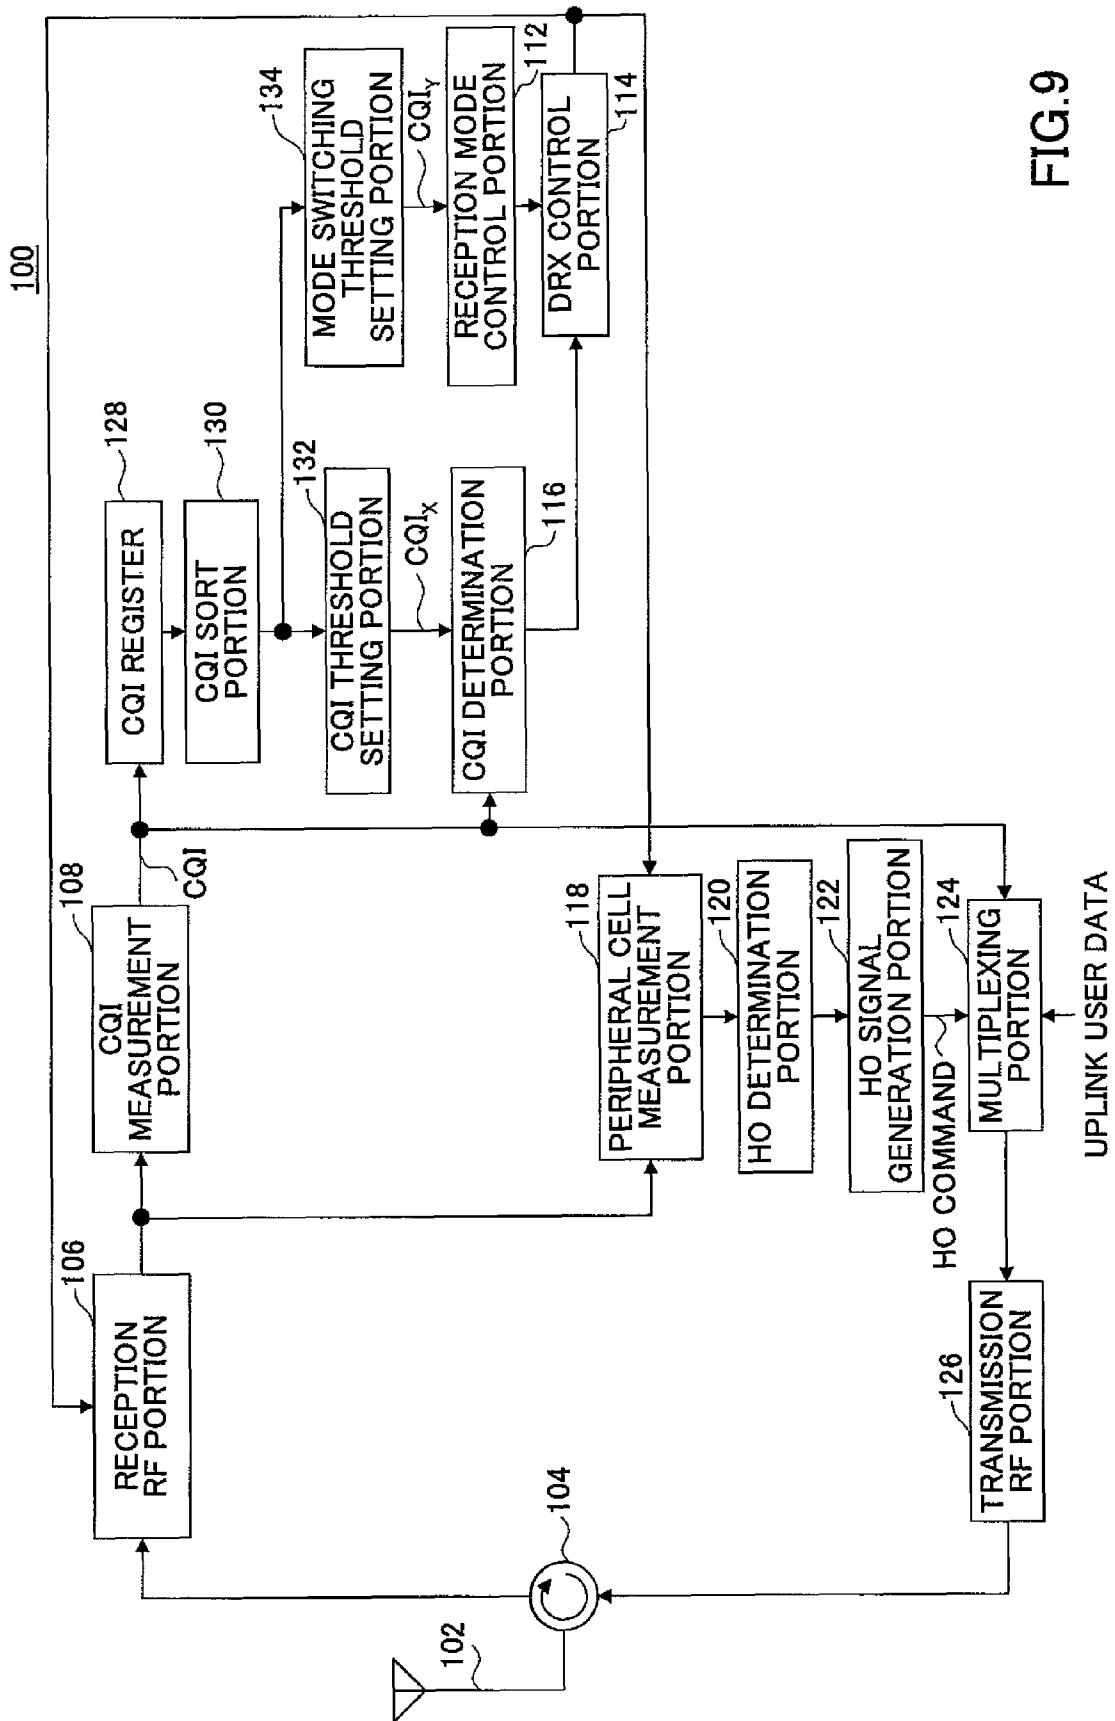 100
106
RECEPTION
RF PORTION
108
CQI
MEASUREMENT
PORTION
CQI
128
CQI REGISTER
130
CQI SORT
PORTION
132
CQI THRESHOLD
SETTING PORTION
CQIX
CQI DETERMINATION
PORTION
116
134
MODE SWITCHING
THRESHOLD
SETTING PORTION
CQIY
RECEPTION MODE
CONTROL PORTION
112
DRX CONTROL
PORTION
114
102
104
118
PERIPHERAL CELL
MEASUREMENT
PORTION
120
HO DETERMINATION
PORTION
122
HO SIGNAL
GENERATION PORTION
HO COMMAND
124
MULTIPLEXING
PORTION
UPLINK USER DATA
126
TRANSMISSION
RF PORTION
FIG.9